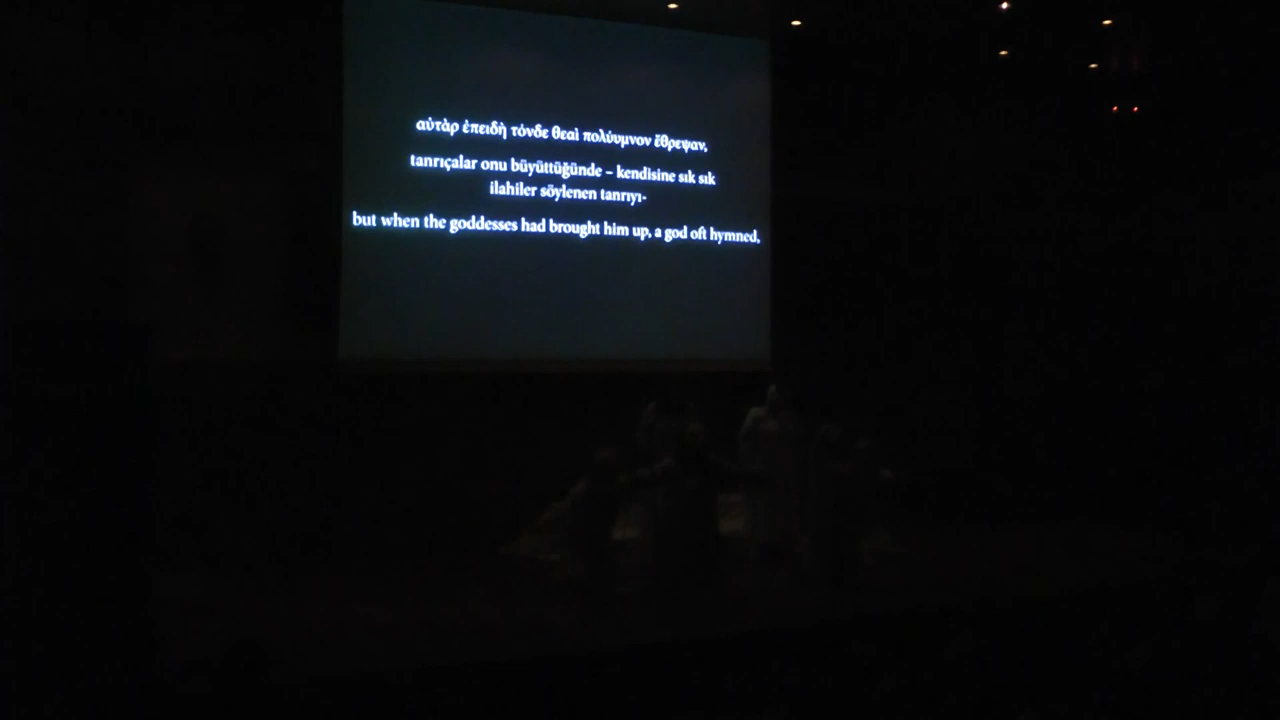 αὐτὰρ ἐπειδὴ τόνδε θεαὶ πολύυμνον ἔθρεψαν,
tanrıçalar onu büyüttüğünde – kendisine sık sık
ilahiler söylenen tanrıyı-
but when the goddesses had brought him up, a god oft hymned,